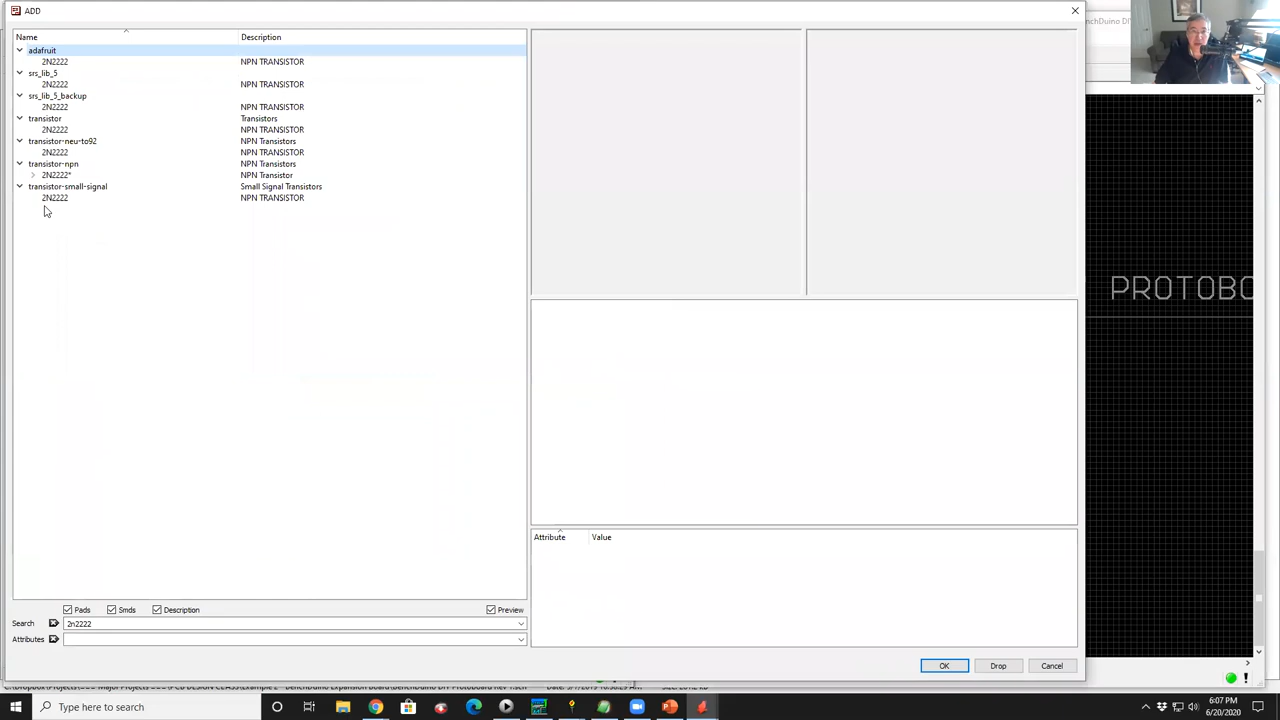 ADD
enchDuino DI
Name Description
adafruit
2N2222 NPN TRANSISTOR
srs_lib_5
2N2222 NPN TRANSISTOR
srs_lib_5_backup
2N2222 NPN TRANSISTOR
transistor Transistors
2N2222 NPN TRANSISTOR
transistor-neu-to92 NPN Transistors
2N2222 NPN TRANSISTOR
transistor-npn NPN Transistors
2N2222* NPN Transistor
transistor-small-signal Small Signal Transistors
2N2222 NPN TRANSISTOR
PROTOBO
Attribute Value
Pads Smds Description Preview
Search 2n2222
Attributes
OK Drop Cancel
Type here to search
6:07 PM
6/20/2020